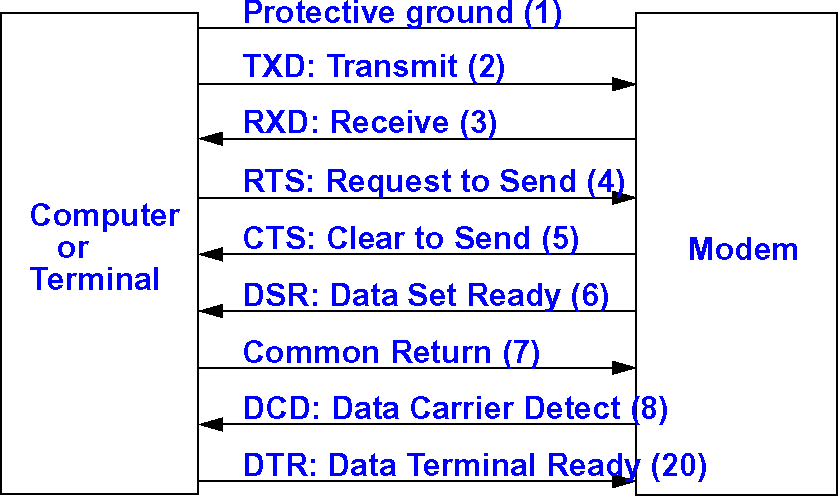 Protective ground (1)
TXD: Transmit (2)
RXD: Receive (3)
RTS: Request to Send (4)
CTS: Clear to Send (5)
DSR: Data Set Ready (6)
Common Return (7)
DCD: Data Carrier Detect (8)
DTR: Data Terminal Ready (20)
Computer
or
Terminal
Modem